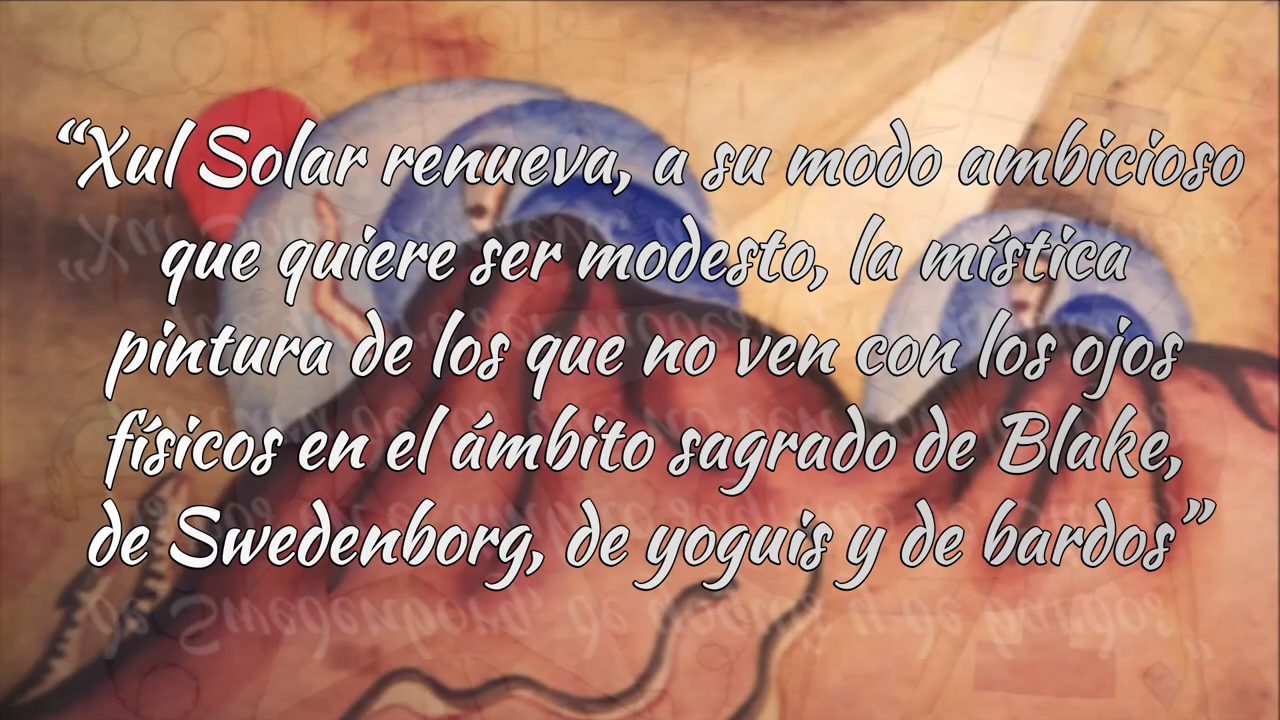 “Xul Solar renueva, a su modo ambicioso
que quiere ser modesto, la mística
pintura de los que no ven con los ojos
físicos en el ámbito sagrado de Blake,
de Swedenborg, de yoguis y de bardos”